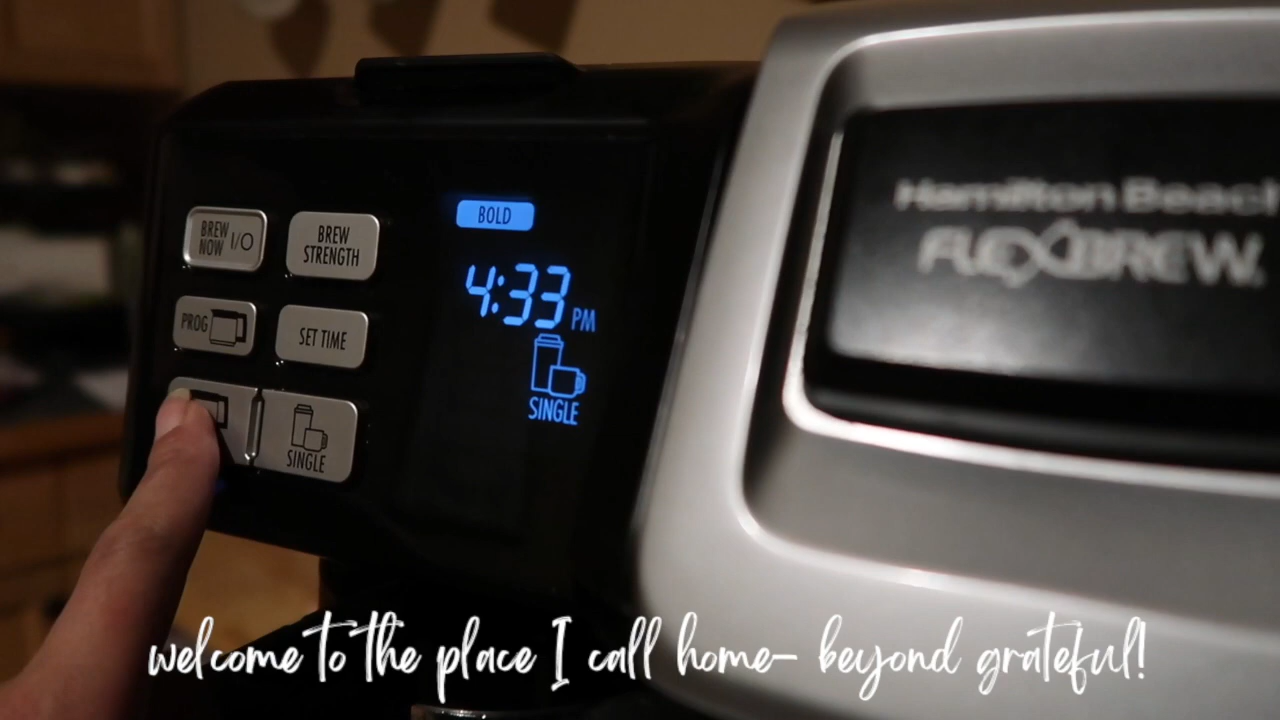 BREW
NOW I/O
BREW
STRENGTH
PROG
SET TIME
SINGLE
BOLD
4:33 PM
SINGLE
Hamilton Beach
FLEXBREW.
welcome to the place I call home- beyond grateful!